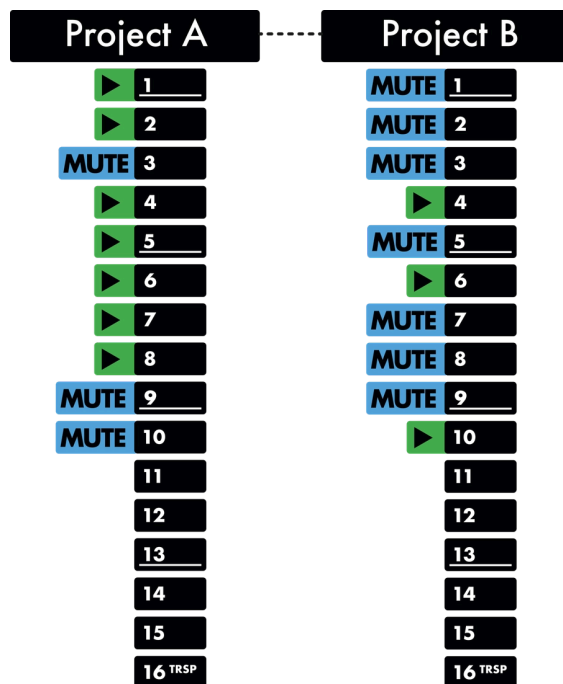 Project A
1
2
MUTE 3
4
5
6
7
8
MUTE 9
MUTE 10
11
12
13
14
15
16 TRSP
Project B
MUTE 1
MUTE 2
MUTE 3
4
MUTE 5
6
MUTE 7
MUTE 8
MUTE 9
10
11
12
13
14
15
16 TRSP